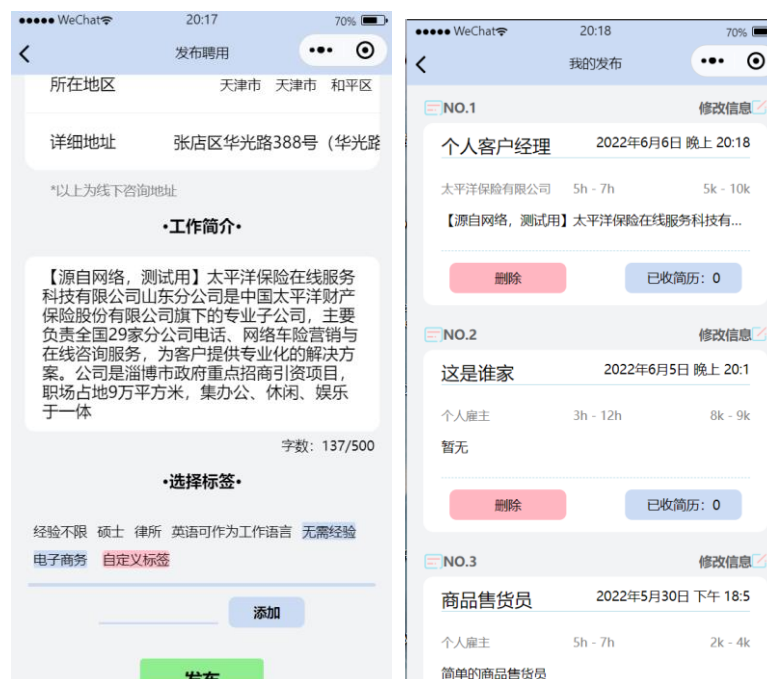 WeChat 20:17 70%
发布聘用
所在地区 天津市 天津市 和平区
详细地址 张店区华光路388号（华光路
*以上为线下咨询地址
·工作简介·
【源自网络，测试用】太平洋保险在线服务
科技有限公司山东分公司是中国太平洋财产
保险股份有限公司旗下的专业子公司，主要
负责全国29家分公司电话、网络车险营销与
在线咨询服务，为客户提供专业化的解决方
案。公司是淄博市政府重点招商引资项目，
职场占地9万平方米，集办公、休闲、娱乐
于一体
字数：137/500
·选择标签·
经验不限 硕士 律所 英语可作为工作语言 无需经验
电子商务 自定义标签
添加
发布
WeChat 20:18 70%
我的发布
NO.1 修改信息
个人客户经理 2022年6月6日 晚上 20:18
太平洋保险有限公司 5h - 7h 5k - 10k
【源自网络，测试用】太平洋保险在线服务科技有...
删除 已收简历：0
NO.2 修改信息
这是谁家 2022年6月5日 晚上 20:1
个人雇主 3h - 12h 8k - 9k
暂无
删除 已收简历：0
NO.3 修改信息
商品售货员 2022年5月30日 下午 18:5
个人雇主 5h - 7h 2k - 4k
简单的商品售货员